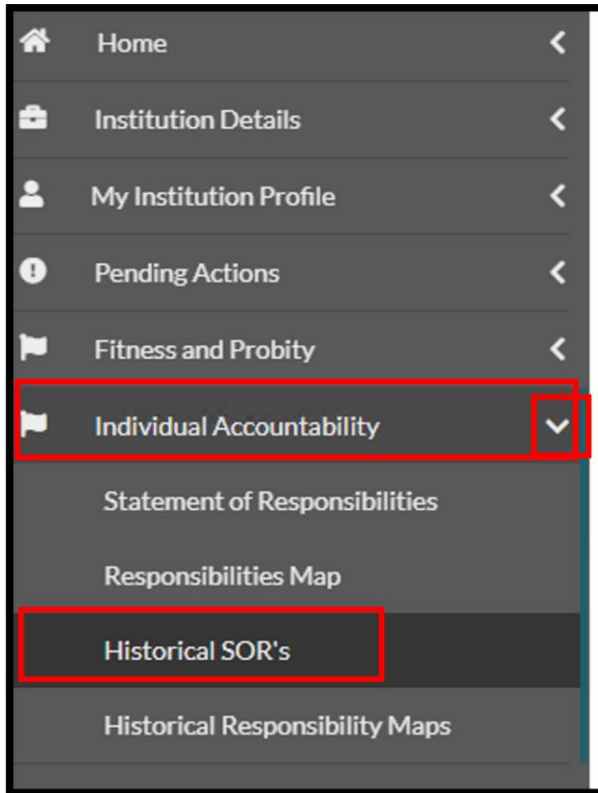 Home
Institution Details
My Institution Profile
Pending Actions
Fitness and Probity
Individual Accountability
Statement of Responsibilities
Responsibilities Map
Historical SOR's
Historical Responsibility Maps